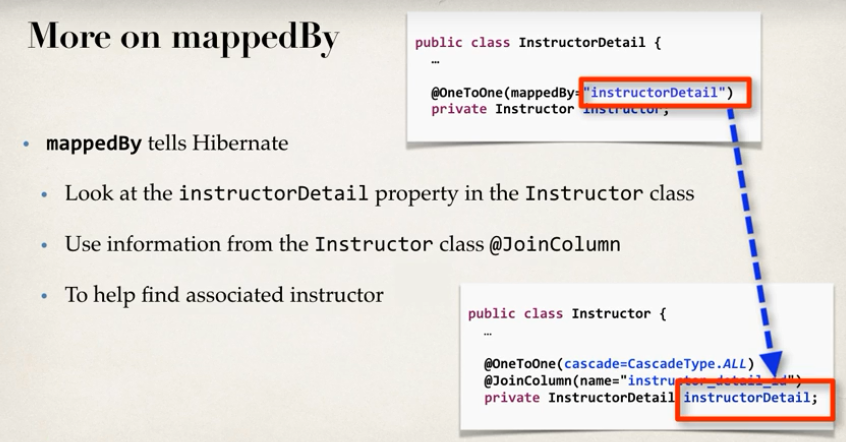 More on mappedBy
public class InstructorDetail {
…
@OneToOne(mappedBy="instructorDetail")
private Instructor instructor;
• mappedBy tells Hibernate
• Look at the instructorDetail property in the Instructor class
• Use information from the Instructor class @JoinColumn
• To help find associated instructor
public class Instructor {
…
@OneToOne(cascade=CascadeType.ALL)
@JoinColumn(name="instructor_detail_id")
private InstructorDetail instructorDetail;